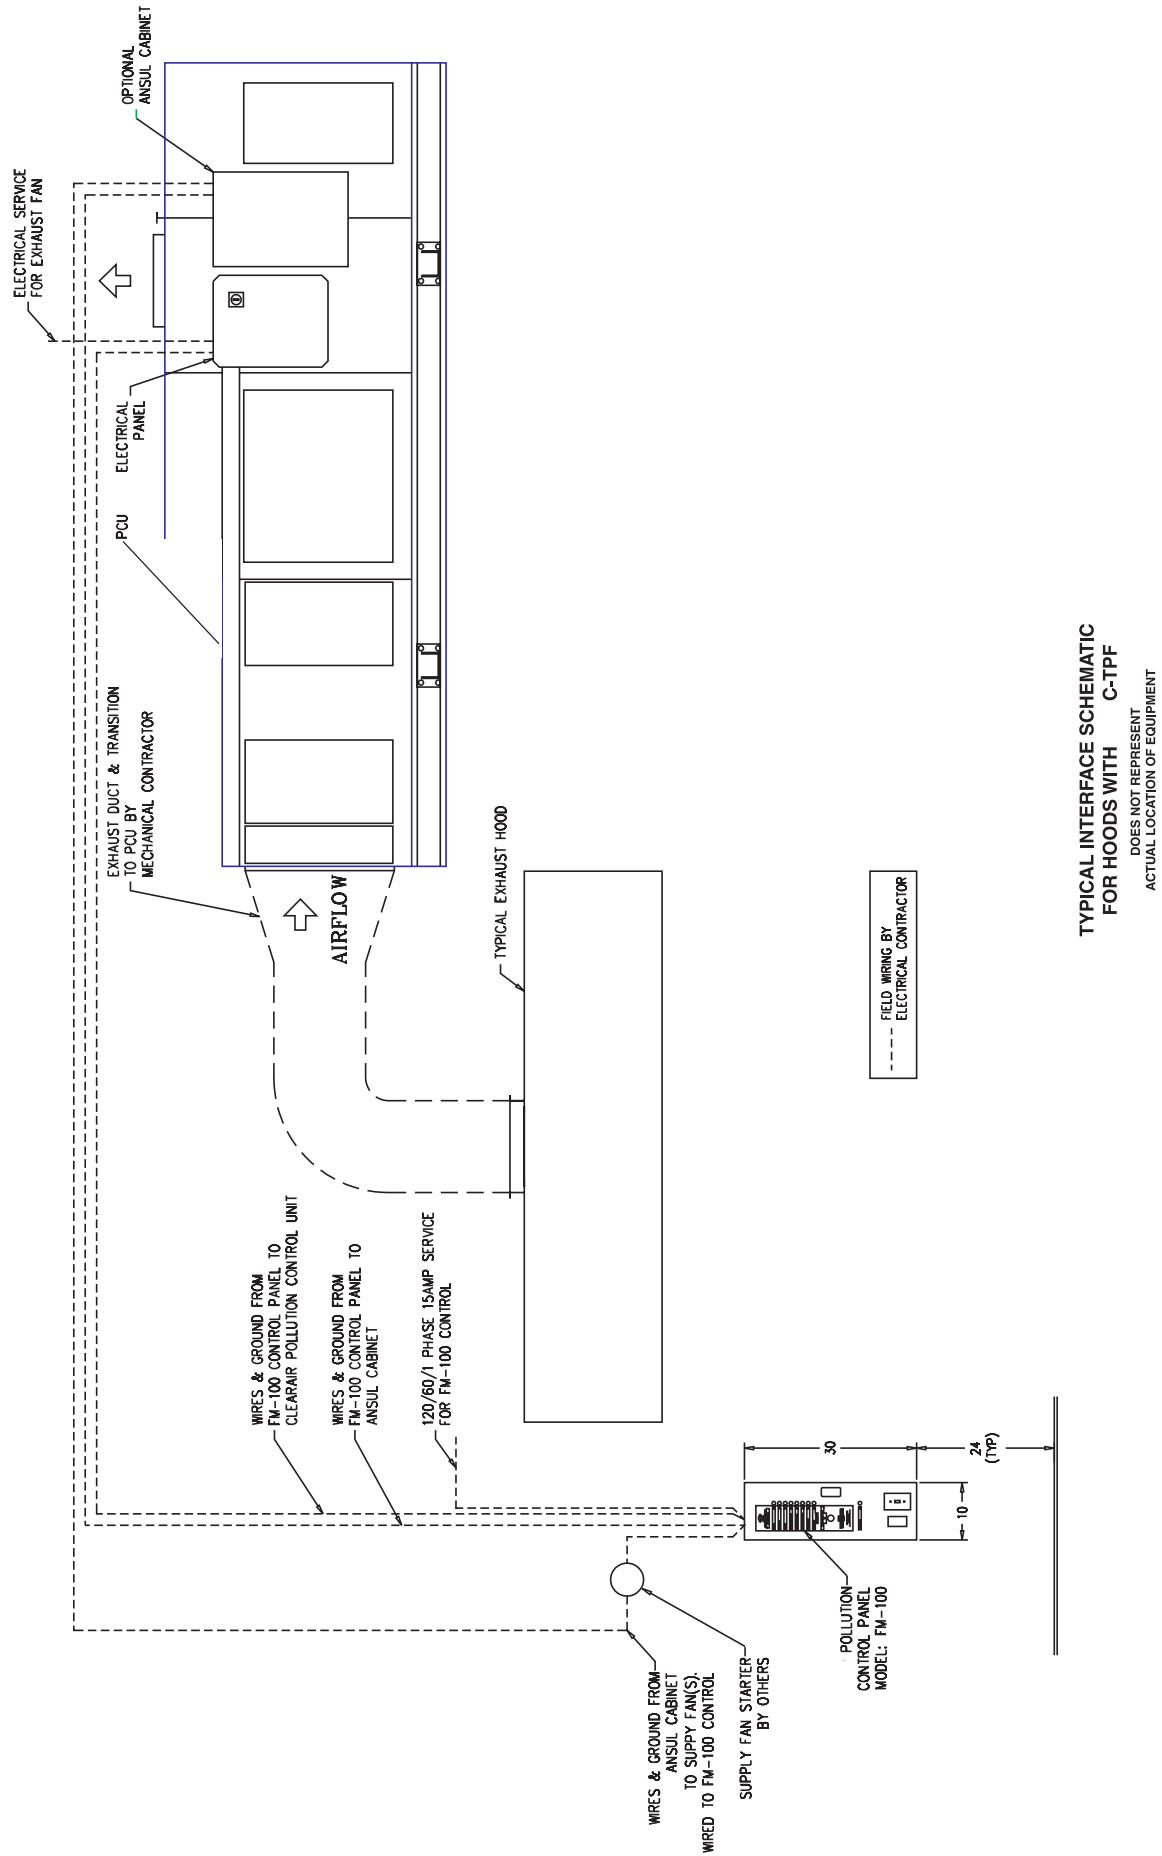 ELECTRICAL SERVICE
FOR EXHAUST FAN
OPTIONAL
ANSUL CABINET
ELECTRICAL
PANEL
PCU
EXHAUST DUCT & TRANSITION
TO PCU BY
MECHANICAL CONTRACTOR
AIRFLOW
TYPICAL EXHAUST HOOD
WIRES & GROUND FROM
FM-100 CONTROL PANEL TO
CLEARAIR POLLUTION CONTROL UNIT
WIRES & GROUND FROM
FM-100 CONTROL PANEL TO
ANSUL CABINET
120/60/1 PHASE 15AMP SERVICE
FOR FM-100 CONTROL
WIRES & GROUND FROM
ANSUL CABINET
TO SUPPY FAN(S).
WIRED TO FM-100 CONTROL
SUPPLY FAN STARTER
BY OTHERS
POLLUTION
CONTROL PANEL
MODEL: FM-100
30
24
(TYP)
10
FIELD WIRING BY
ELECTRICAL CONTRACTOR
TYPICAL INTERFACE SCHEMATIC
FOR HOODS WITH C-TPF
DOES NOT REPRESENT
ACTUAL LOCATION OF EQUIPMENT